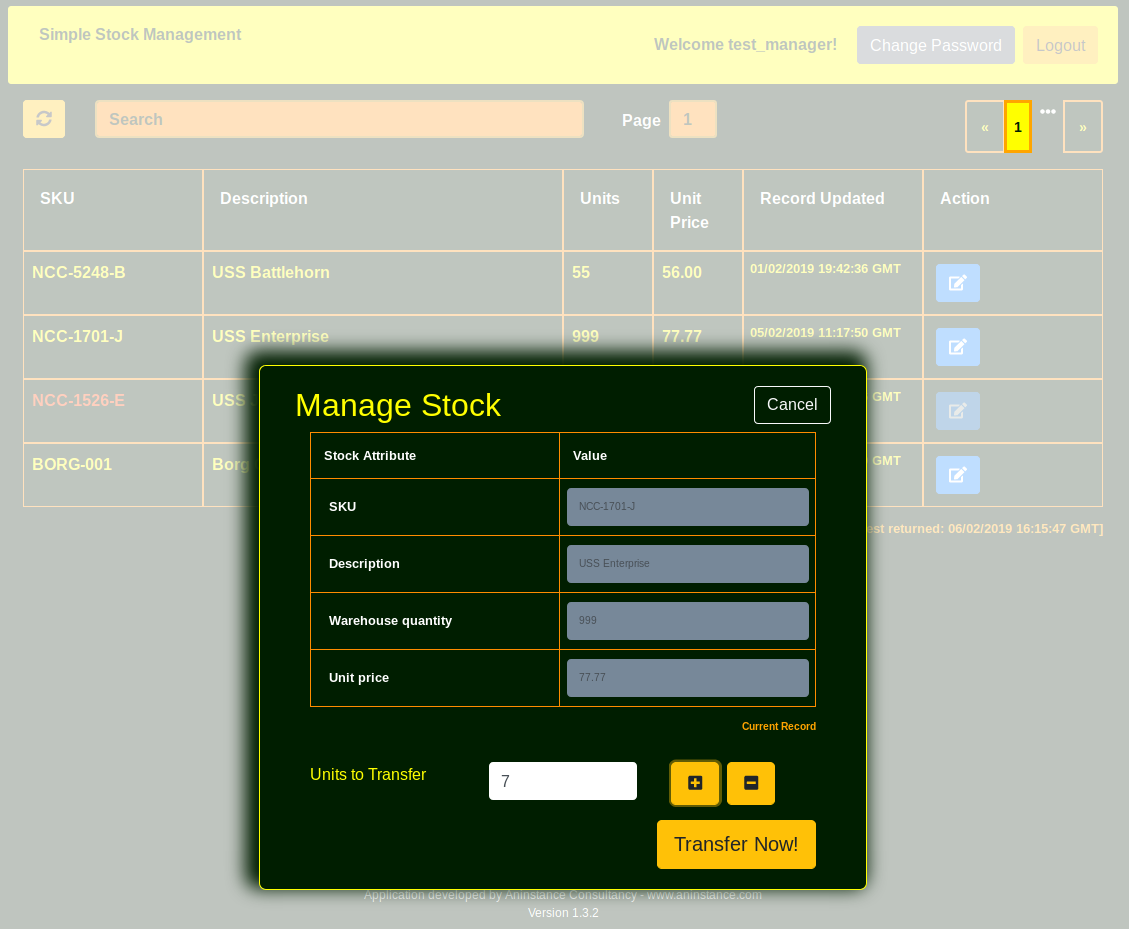 Simple Stock Management
Welcome test_manager!
Change Password
Logout
Search
Page
1
«
1
•••
»
SKU
Description
Units
Unit
Price
Record Updated
Action
NCC-5248-B
USS Battlehorn
55
56.00
01/02/2019 19:42:36 GMT
NCC-1701-J
USS Enterprise
999
77.77
05/02/2019 11:17:50 GMT
NCC-1526-E
USS
GMT
BORG-001
Borg
GMT
returned: 06/02/2019 16:15:47 GMT]
Manage Stock
Cancel
Stock Attribute
Value
SKU
NCC-1701-J
Description
USS Enterprise
Warehouse quantity
999
Unit price
77.77
Current Record
Units to Transfer
7
Transfer Now!
Application developed by Aninstance Consultancy - www.aninstance.com
Version 1.3.2